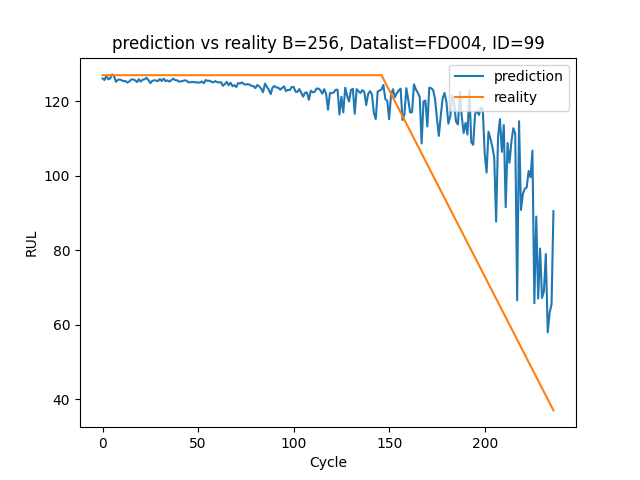 prediction vs reality B=256, Datalist=FD004, ID=99
prediction
reality
RUL
120
100
80
60
40
0 50 100 150 200
Cycle